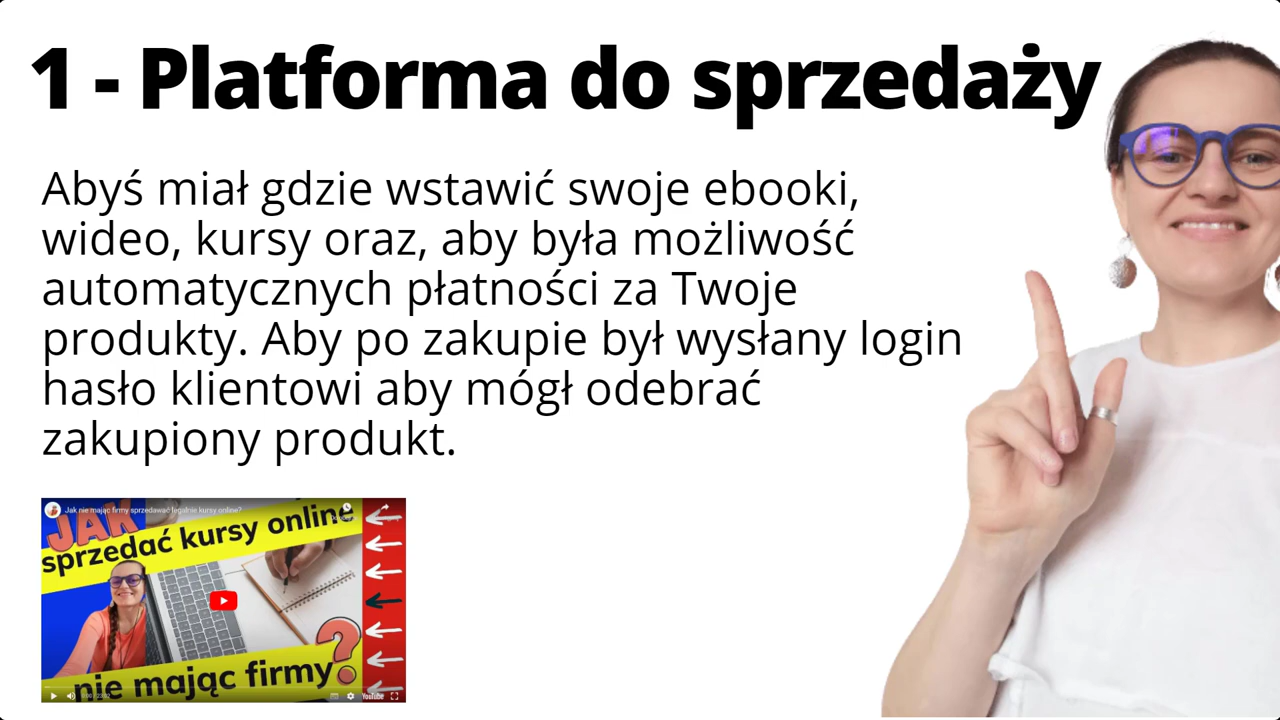 1 - Platforma do sprzedaży
Abyś miał gdzie wstawić swoje ebooki,
wideo, kursy oraz, aby była możliwość
automatycznych płatności za Twoje
produkty. Aby po zakupie był wysłany login
hasło klientowi aby mógł odebrać
zakupiony produkt.
Jak nie mając firmy sprzedawać legalnie kursy online?
JAK
sprzedać kursy online
nie mając firmy?
YouTube